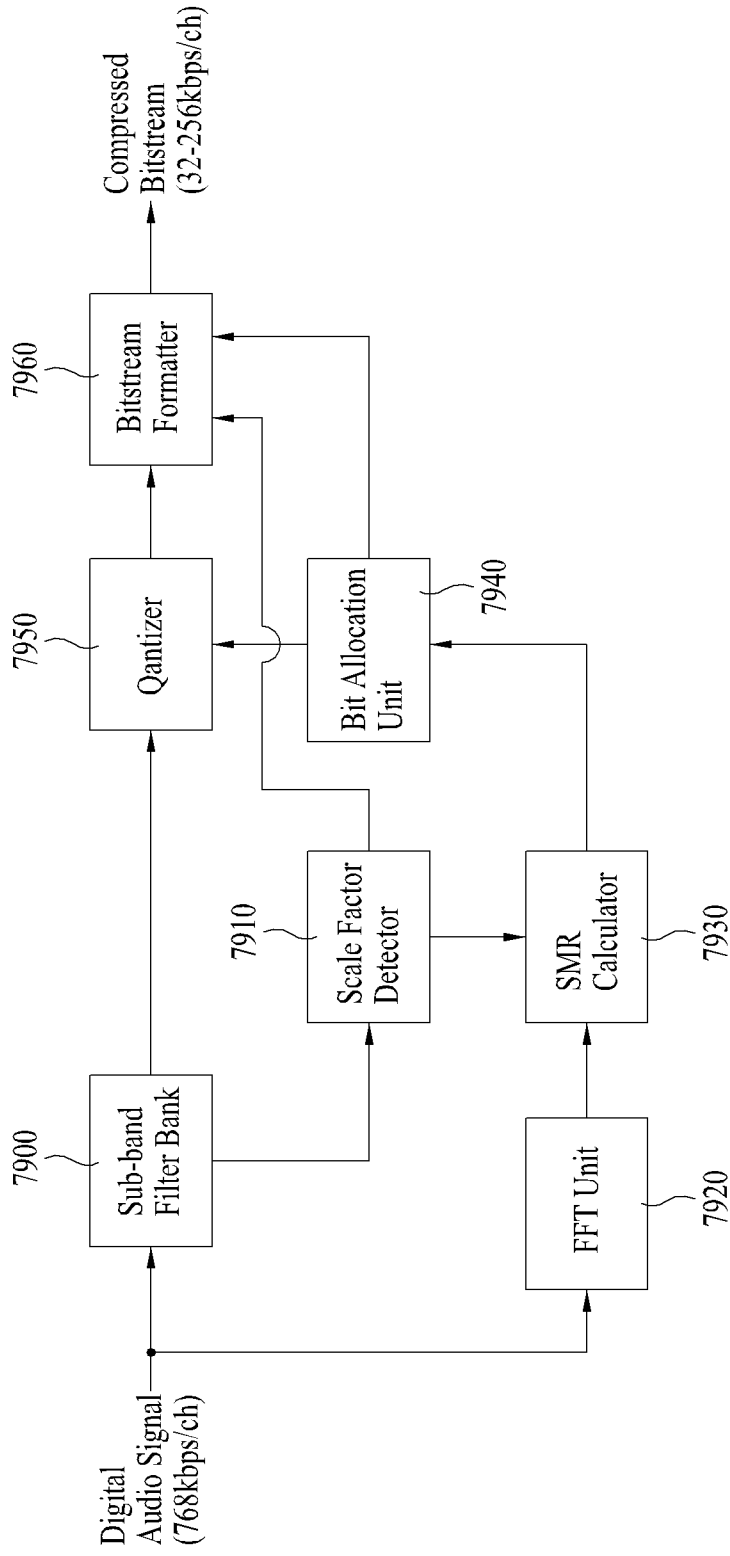 Digital
Audio Signal
(768kbps/ch)
7900
Sub-band
Filter Bank
7950
Qantizer
7960
Bitstream
Formatter
Compressed
Bitstream
(32-256kbps/ch)
7910
Scale Factor
Detector
Bit Allocation
Unit
7940
FFT Unit
7920
SMR
Calculator
7930